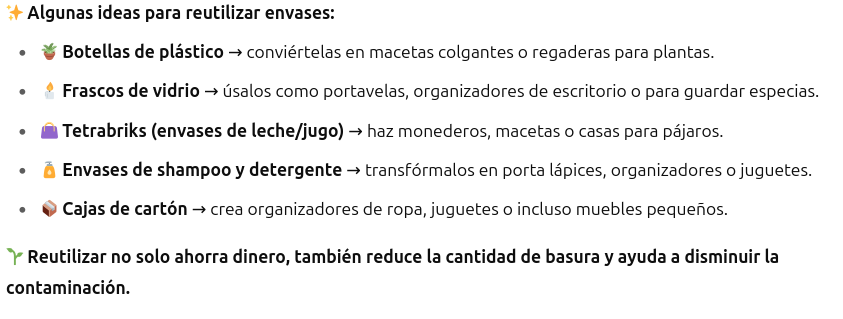 ✨ Algunas ideas para reutilizar envases:
• 🪴 Botellas de plástico → conviértelas en macetas colgantes o regaderas para plantas.
• 🕯️ Frascos de vidrio → úsalos como portavelas, organizadores de escritorio o para guardar especias.
• 👜 Tetrabriks (envases de leche/jugo) → haz monederos, macetas o casas para pájaros.
• 🧴 Envases de shampoo y detergente → transfórmalos en porta lápices, organizadores o juguetes.
• 📦 Cajas de cartón → crea organizadores de ropa, juguetes o incluso muebles pequeños.
🌱 Reutilizar no solo ahorra dinero, también reduce la cantidad de basura y ayuda a disminuir la
contaminación.